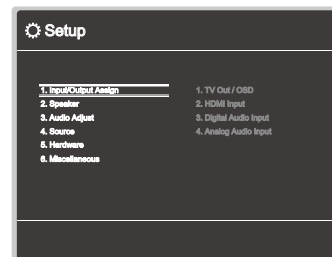 Setup
1. Input/Output Assign
2. Speaker
3. Audio Adjust
4. Source
5. Hardware
6. Miscellaneous
1. TV Out / OSD
2. HDMI Input
3. Digital Audio Input
4. Analog Audio Input